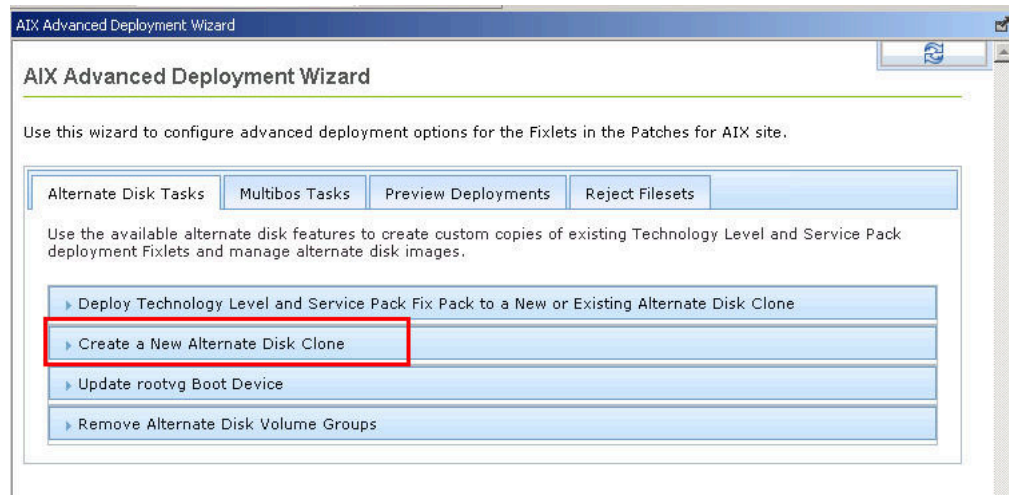 AIX Advanced Deployment Wizard
AIX Advanced Deployment Wizard
Use this wizard to configure advanced deployment options for the Fixlets in the Patches for AIX site.
Alternate Disk Tasks
Multibos Tasks
Preview Deployments
Reject Filesets
Use the available alternate disk features to create custom copies of existing Technology Level and Service Pack
deployment Fixlets and manage alternate disk images.
Deploy Technology Level and Service Pack Fix Pack to a New or Existing Alternate Disk Clone
Create a New Alternate Disk Clone
Update rootvg Boot Device
Remove Alternate Disk Volume Groups